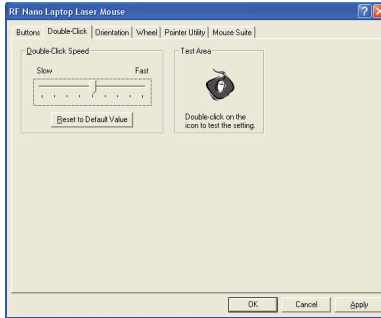 RF Nano Laptop Laser Mouse
Buttons Double-Click Orientation Wheel Pointer Utility Mouse Suite
Double-Click Speed
Slow Fast
Reset to Default Value
Test Area
Double-click on the
icon to test the setting.
OK Cancel Apply